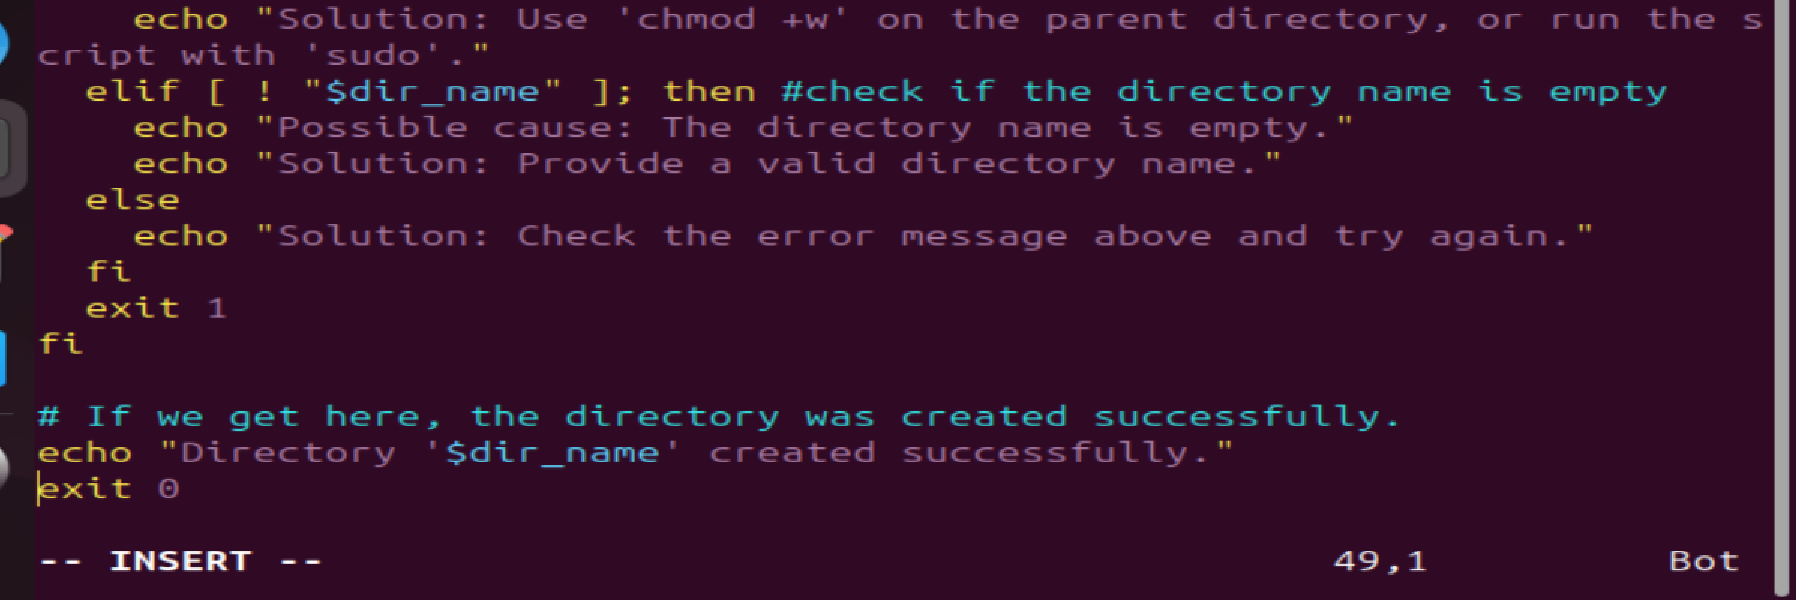 echo "Solution: Use 'chmod +w' on the parent directory, or run the s
cript with 'sudo'."
  elif [ ! "$dir_name" ]; then #check if the directory name is empty
    echo "Possible cause: The directory name is empty."
    echo "Solution: Provide a valid directory name."
  else
    echo "Solution: Check the error message above and try again."
  fi
  exit 1
fi
# If we get here, the directory was created successfully.
echo "Directory '$dir_name' created successfully."
exit 0
-- INSERT -- 49,1 Bot